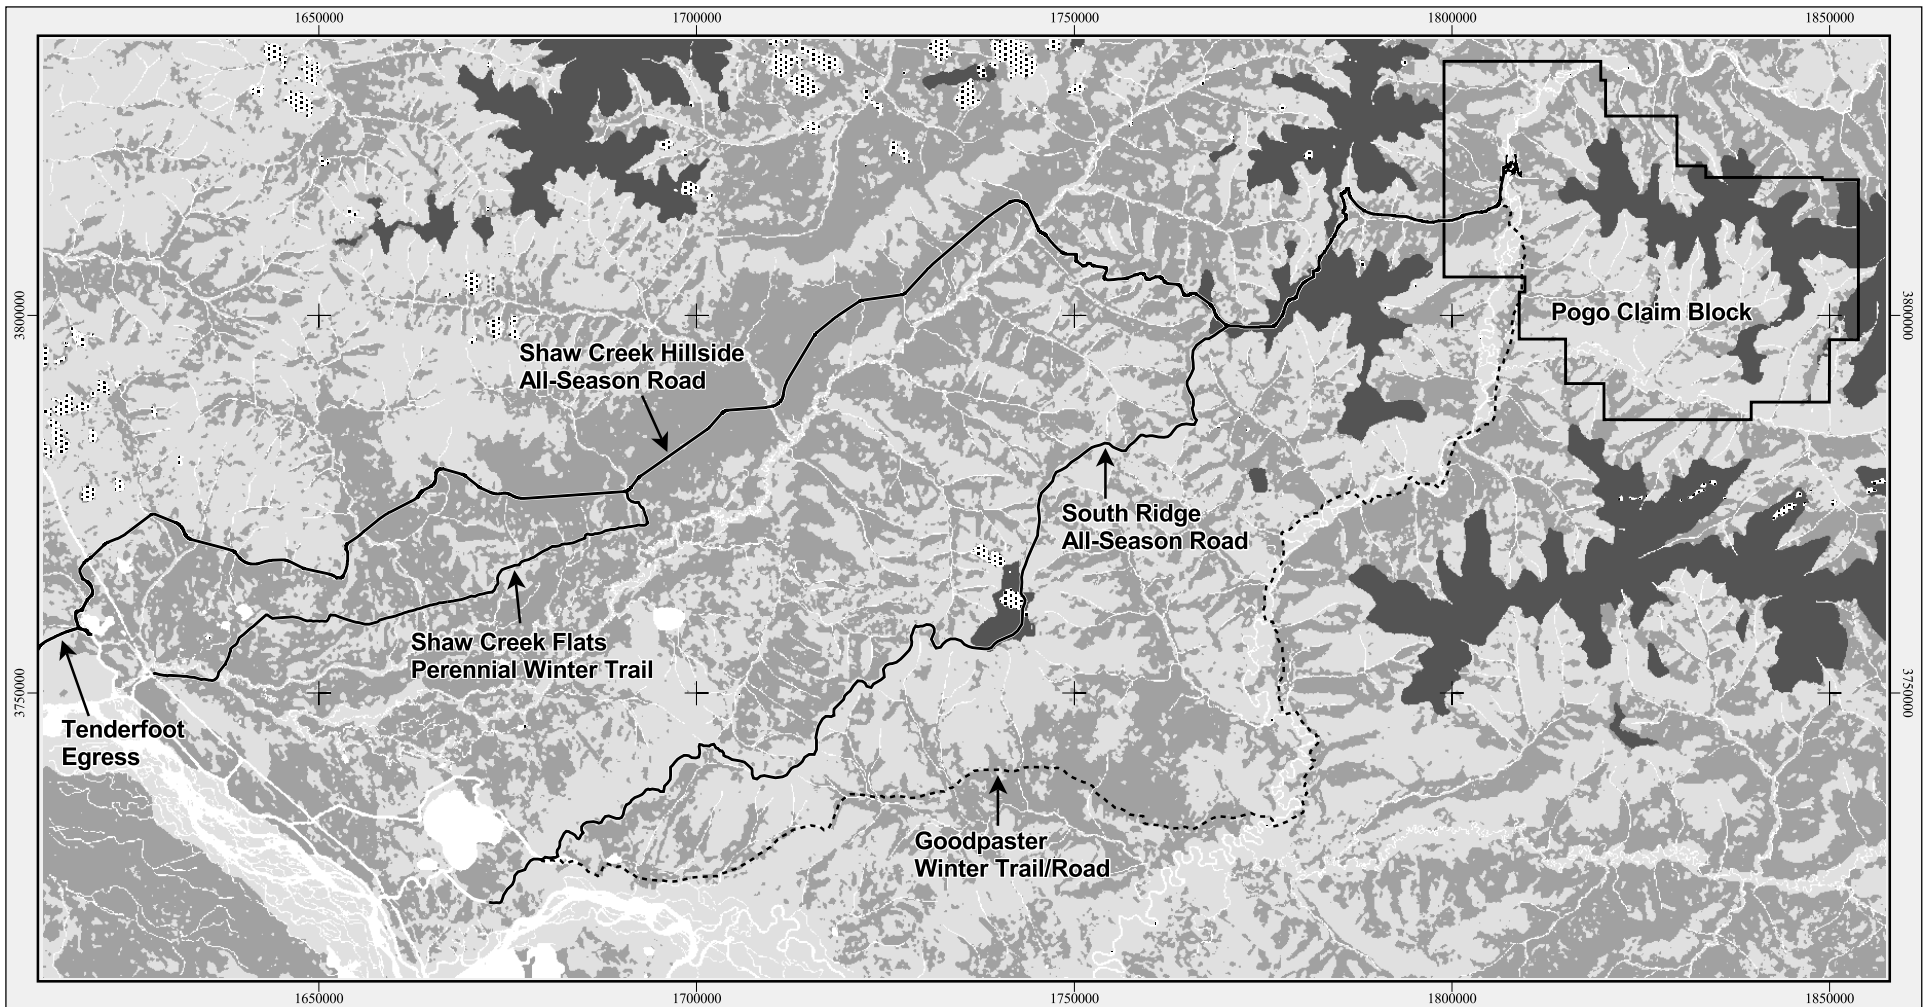 1650000
1700000
1750000
1800000
1850000
3800000
3800000
Pogo Claim Block
Shaw Creek Hillside
All-Season Road
South Ridge
All-Season Road
Shaw Creek Flats
Perennial Winter Trail
3750000
3750000
Tenderfoot
Egress
Goodpaster
Winter Trail/Road
1650000
1700000
1750000
1800000
1850000